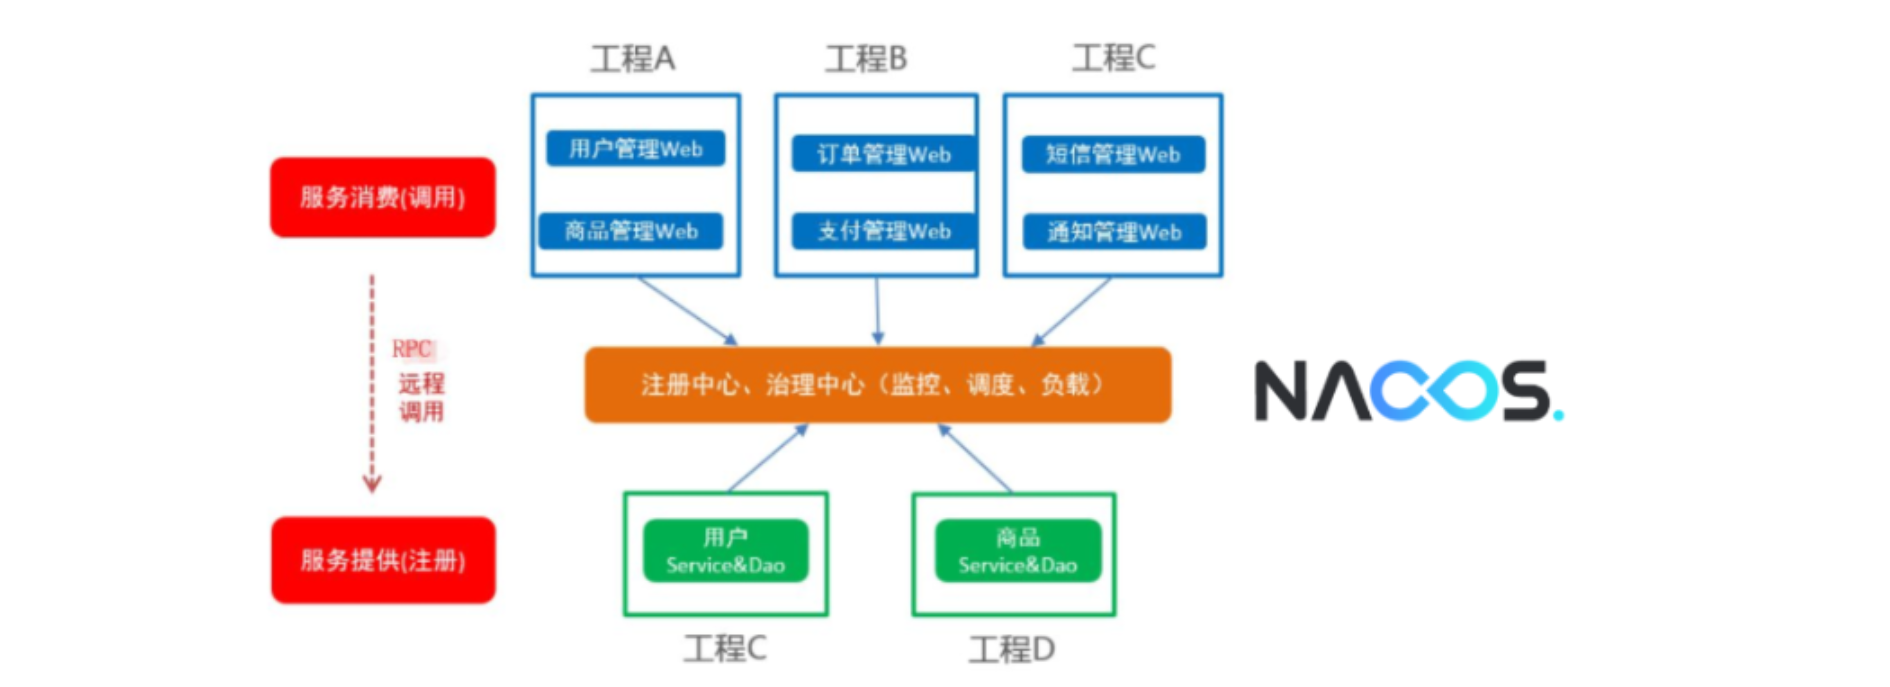 工程A
工程B
工程C
用户管理Web
订单管理Web
短信管理Web
服务消费(调用)
商品管理Web
支付管理Web
通知管理Web
RPC
远程
调用
注册中心、治理中心（监控、调度、负载）
NACOS.
服务提供(注册)
用户
Service&Dao
商品
Service&Dao
工程C
工程D